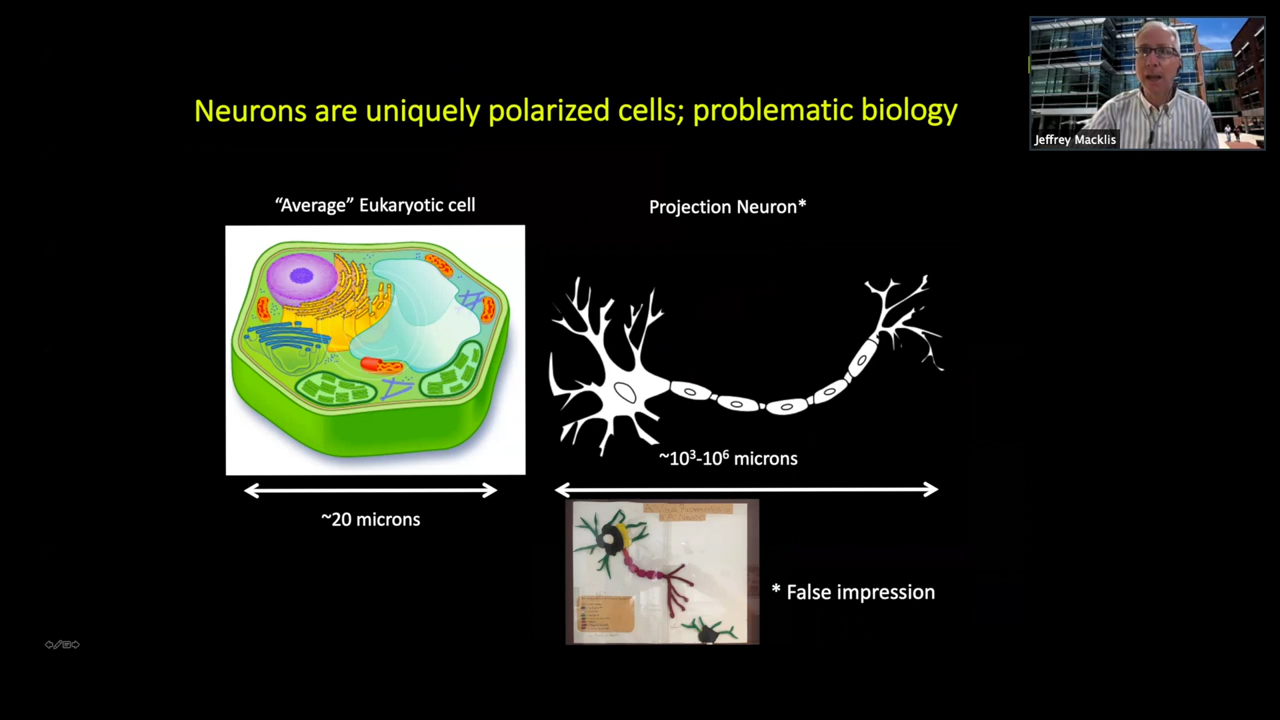 Neurons are uniquely polarized cells; problematic biology
Jeffrey Macklis
“Average” Eukaryotic cell
Projection Neuron*
~10³-10⁶ microns
~20 microns
* False impression